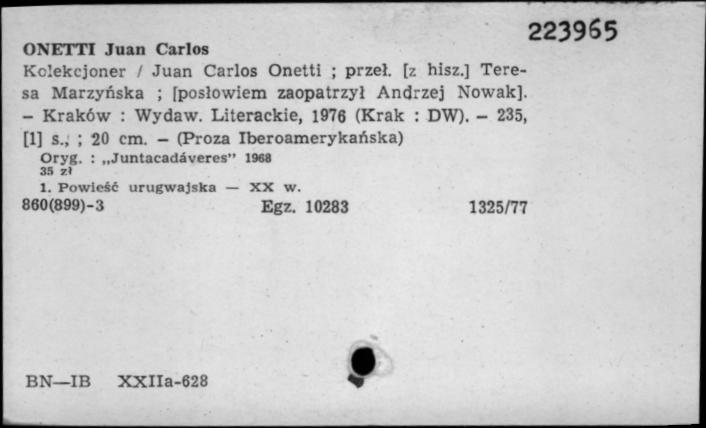 223965
ONETTI Juan Carlos
Kolekcjoner / Juan Carlos Onetti ; przeł. [z hisz.] Tere-
sa Marzyńska ; [posłowiem zaopatrzył Andrzej Nowak].
– Kraków : Wydaw. Literackie, 1976 (Krak : DW). – 235,
[1] s., ; 20 cm. – (Proza Iberoamerykańska)
Oryg. : „Juntacadáveres” 1968
35 zł
1. Powieść urugwajska — XX w.
860(899)-3 Egz. 10283 1325/77
BN—IB XXIIa-628